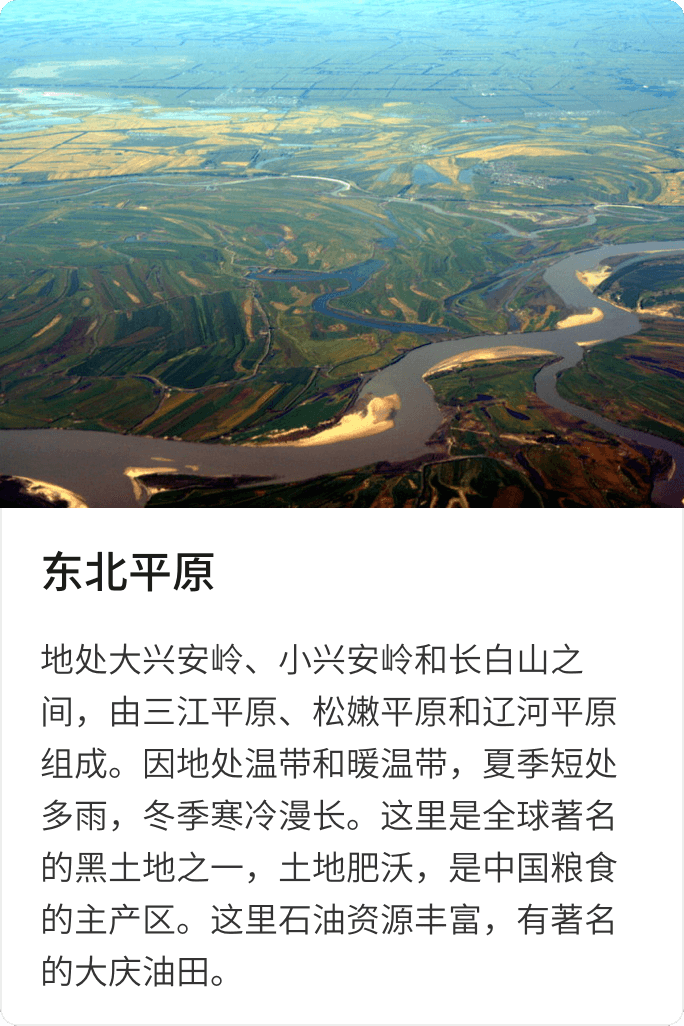 东北平原
地处大兴安岭、小兴安岭和长白山之
间，由三江平原、松嫩平原和辽河平原
组成。因地处温带和暖温带，夏季短处
多雨，冬季寒冷漫长。这里是全球著名
的黑土地之一，土地肥沃，是中国粮食
的主产区。这里石油资源丰富，有著名
的大庆油田。